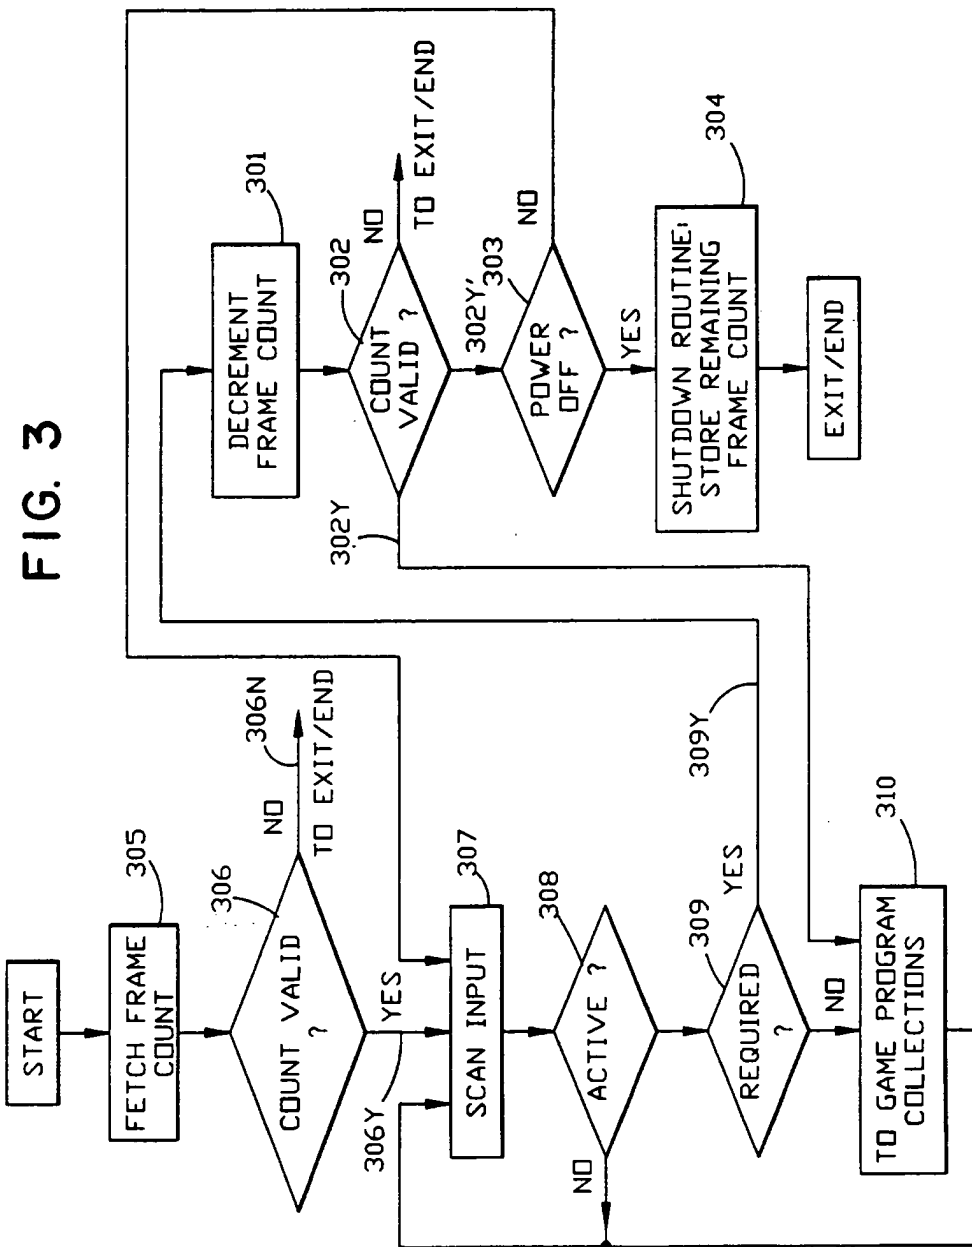 FIG. 3
START
FETCH FRAME
COUNT
305
COUNT VALID
?
306
NO
306N
TO EXIT/END
306Y
YES
SCAN INPUT
307
ACTIVE ?
308
NO
REQUIRED
?
309
YES
309Y
NO
TO GAME PROGRAM
COLLECTIONS
310
DECREMENT
FRAME COUNT
301
COUNT
VALID ?
302
NO
TO EXIT/END
302Y
302Y'
POWER
OFF ?
303
NO
YES
SHUTDOWN ROUTINE;
STORE REMAINING
FRAME COUNT
304
EXIT/END